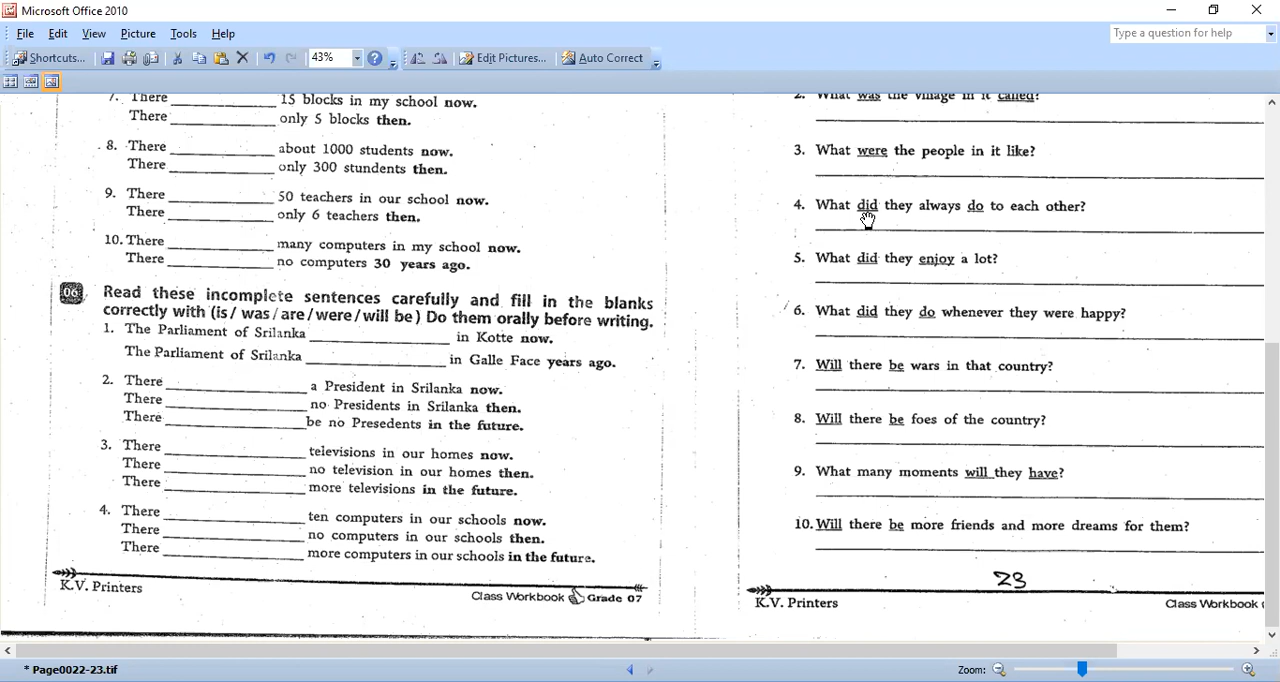 Microsoft Office 2010
File Edit View Picture Tools Help
Type a question for help
Shortcuts... 43% Edit Pictures... Auto Correct
7. There ____________ 15 blocks in my school now.
There ____________ only 5 blocks then.
8. There ____________ about 1000 students now.
There ____________ only 300 stundents then.
9. There ____________ 50 teachers in our school now.
There ____________ only 6 teachers then.
10. There ____________ many computers in my school now.
There ____________ no computers 30 years ago.
06 Read these incomplete sentences carefully and fill in the blanks
correctly with (is / was / are / were / will be) Do them orally before writing.
1. The Parliament of Srilanka ____________ in Kotte now.
The Parliament of Srilanka ____________ in Galle Face years ago.
2. There ____________ a President in Srilanka now.
There ____________ no Presidents in Srilanka then.
There ____________ be no Presedents in the future.
3. There ____________ televisions in our homes now.
There ____________ no television in our homes then.
There ____________ more televisions in the future.
4. There ____________ ten computers in our schools now.
There ____________ no computers in our schools then.
There ____________ more computers in our schools in the future.
K.V. Printers
Class Workbook Grade 07
2. What was the village in it called?
3. What were the people in it like?
4. What did they always do to each other?
5. What did they enjoy a lot?
6. What did they do whenever they were happy?
7. Will there be wars in that country?
8. Will there be foes of the country?
9. What many moments will they have?
10. Will there be more friends and more dreams for them?
23
K.V. Printers
Class Workbook
* Page0022-23.tif
Zoom: